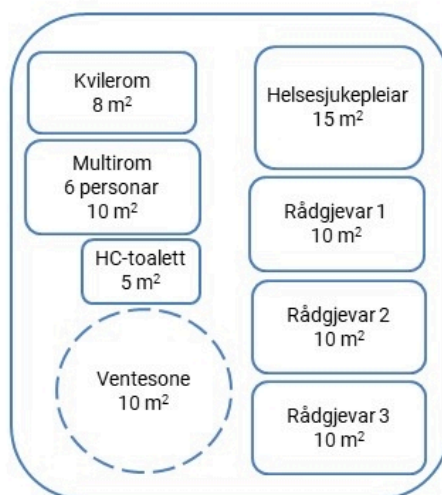 Kvilerom
8 m²
Multirom
6 personar
10 m²
HC-toalett
5 m²
Ventesone
10 m²
Helsesjukepleiar
15 m²
Rådgjevar 1
10 m²
Rådgjevar 2
10 m²
Rådgjevar 3
10 m²